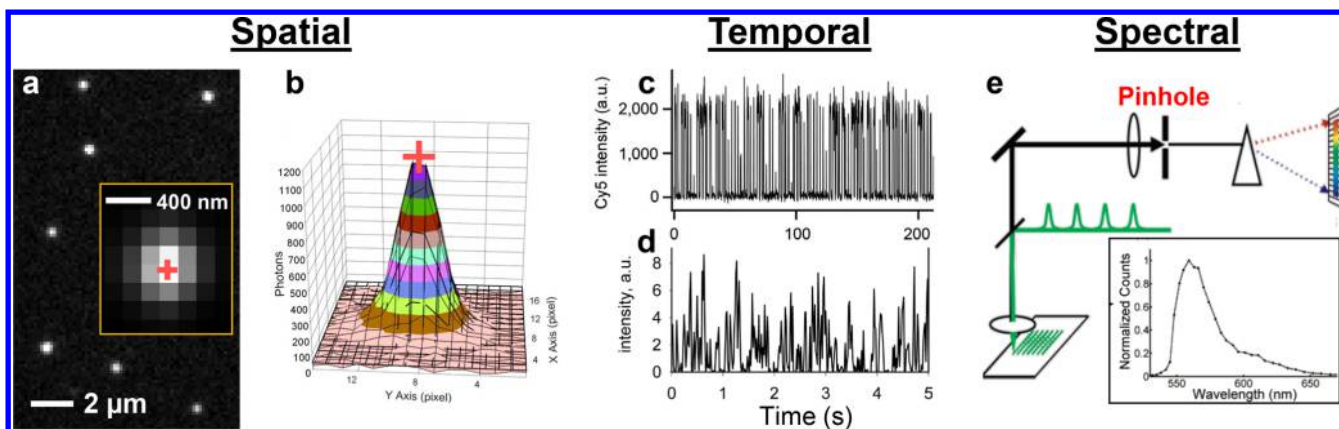 Spatial
Temporal
Spectral
a
400 nm
2 µm
b
Photons
1200
1100
1000
900
800
700
600
500
400
300
200
100
0
12
8
4
Y Axis (pixel)
16
12
8
4
X Axis (pixel)
c
Cy5 intensity (a.u.)
2,000
1,000
0
0
100
200
d
intensity, a.u.
8
6
4
2
0
0
1
2
3
4
5
Time (s)
e
Pinhole
Normalized Counts
1
0.8
0.6
0.4
0.2
0
550
600
650
Wavelength (nm)